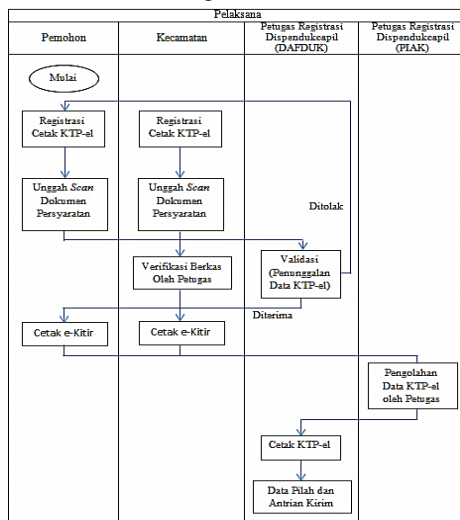 Pelaksana
Pemohon
Kecamatan
Petugas Registrasi
Dispendukcapil
(DAFDUK)
Petugas Registrasi
Dispendukcapil
(PIAK)
Mulai
Registrasi
Cetak KTP-el
Registrasi
Cetak KTP-el
Unggah Scan
Dokumen
Persyaratan
Unggah Scan
Dokumen
Persyaratan
Ditolak
Verifikasi Berkas
Oleh Petugas
Validasi
(Penunggalan
Data KTP-el)
Diterima
Cetak e-Kitir
Cetak e-Kitir
Pengolahan
Data KTP-el
oleh Petugas
Cetak KTP-el
Data Pilah dan
Antrian Kirim